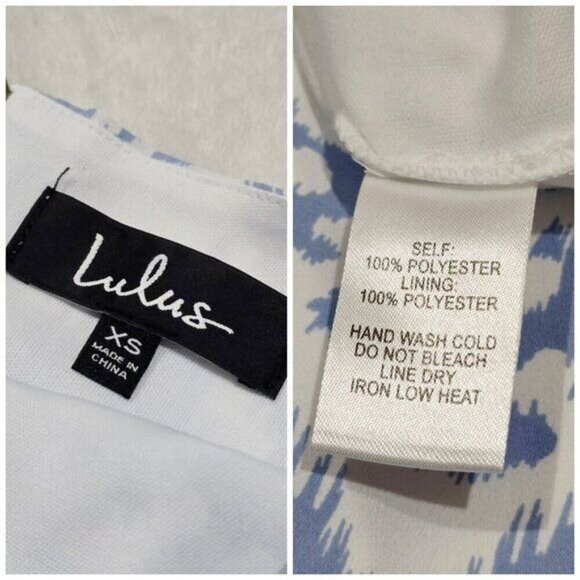 Lulus
XS
MADE IN
CHINA
SELF:
100% POLYESTER
LINING:
100% POLYESTER
HAND WASH COLD
DO NOT BLEACH
LINE DRY
IRON LOW HEAT